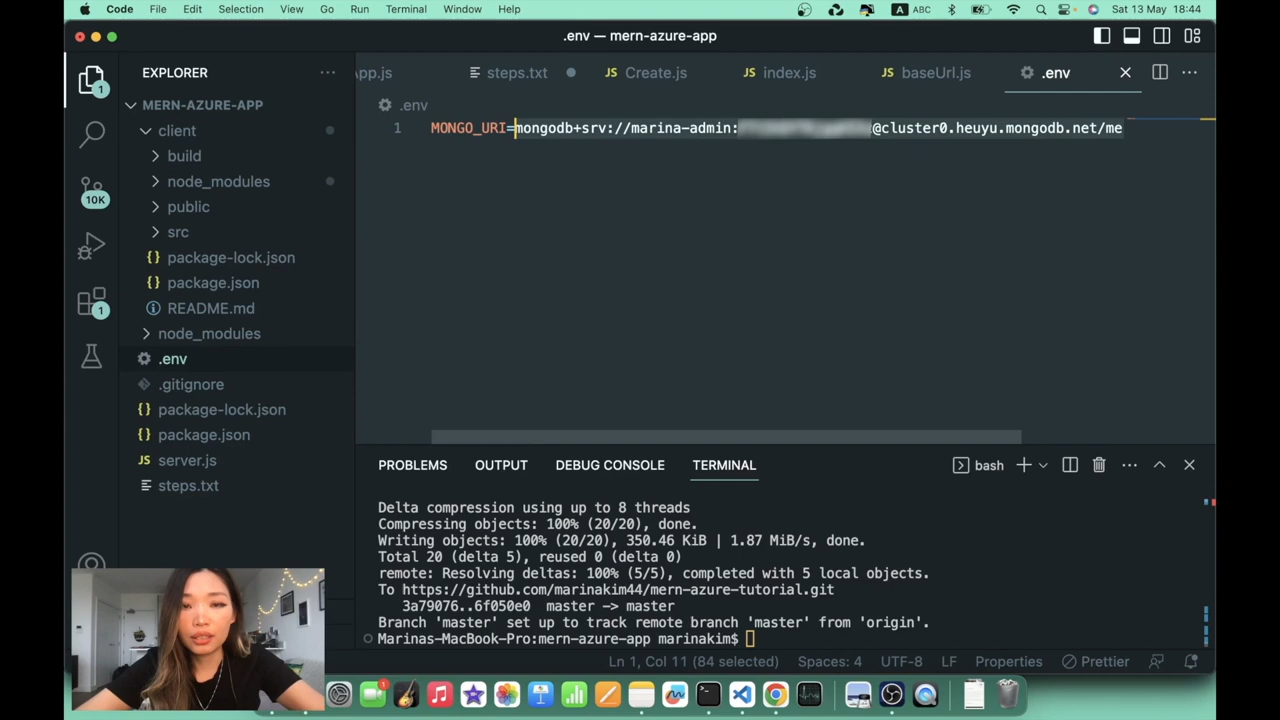 Code File Edit Selection View Go Run Terminal Window Help
A ABC Sat 13 May 18:44
.env — mern-azure-app
EXPLORER
App.js steps.txt JS Create.js JS index.js JS baseUrl.js .env
MERN-AZURE-APP
.env
client
1 MONGO_URI=mongodb+srv://marina-admin: @cluster0.heuyu.mongodb.net/me
build
node_modules
public
10K
src
{} package-lock.json
{} package.json
README.md
1
node_modules
.env
.gitignore
{} package-lock.json
{} package.json
JS server.js
steps.txt
PROBLEMS OUTPUT DEBUG CONSOLE TERMINAL bash
Delta compression using up to 8 threads
Compressing objects: 100% (20/20), done.
Writing objects: 100% (20/20), 350.46 KiB | 1.87 MiB/s, done.
Total 20 (delta 5), reused 0 (delta 0)
remote: Resolving deltas: 100% (5/5), completed with 5 local objects.
To https://github.com/marinakim44/mern-azure-tutorial.git
3a79076..6f050e0 master -> master
Branch 'master' set up to track remote branch 'master' from 'origin'.
Marinas-MacBook-Pro:mern-azure-app marinakim$
Ln 1, Col 11 (84 selected) Spaces: 4 UTF-8 LF Properties Prettier